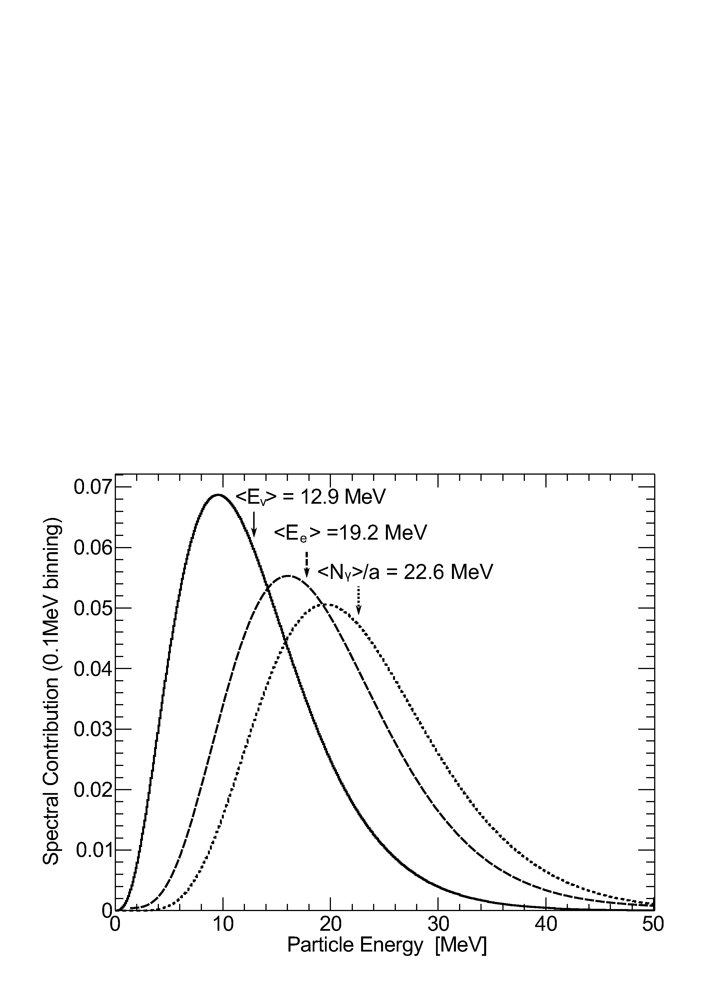 <Eν> = 12.9 MeV
<Ee> =19.2 MeV
<Nγ>/a = 22.6 MeV
Spectral Contribution (0.1MeV binning)
0.07
0.06
0.05
0.04
0.03
0.02
0.01
0
0 10 20 30 40 50
Particle Energy [MeV]